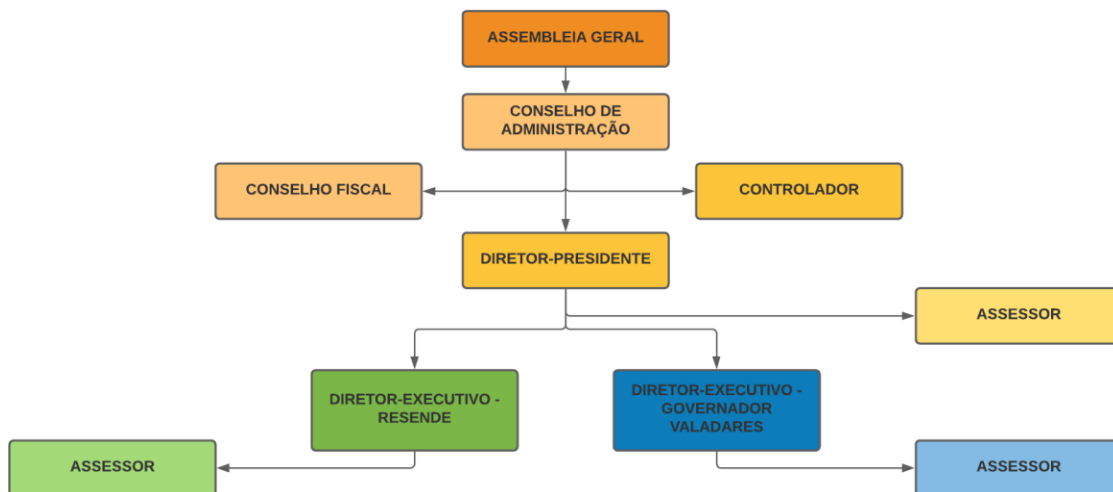 ASSEMBLEIA GERAL
CONSELHO DE
ADMINISTRAÇÃO
CONSELHO FISCAL
CONTROLADOR
DIRETOR-PRESIDENTE
ASSESSOR
DIRETOR-EXECUTIVO -
RESENDE
DIRETOR-EXECUTIVO -
GOVERNADOR
VALADARES
ASSESSOR
ASSESSOR